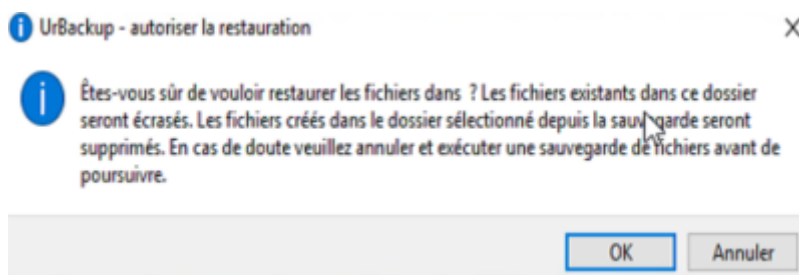 UrBackup - autoriser la restauration
Êtes-vous sûr de vouloir restaurer les fichiers dans ? Les fichiers existants dans ce dossier
seront écrasés. Les fichiers créés dans le dossier sélectionné depuis la sauvegarde seront
supprimés. En cas de doute veuillez annuler et exécuter une sauvegarde de fichiers avant de
poursuivre.
OK
Annuler